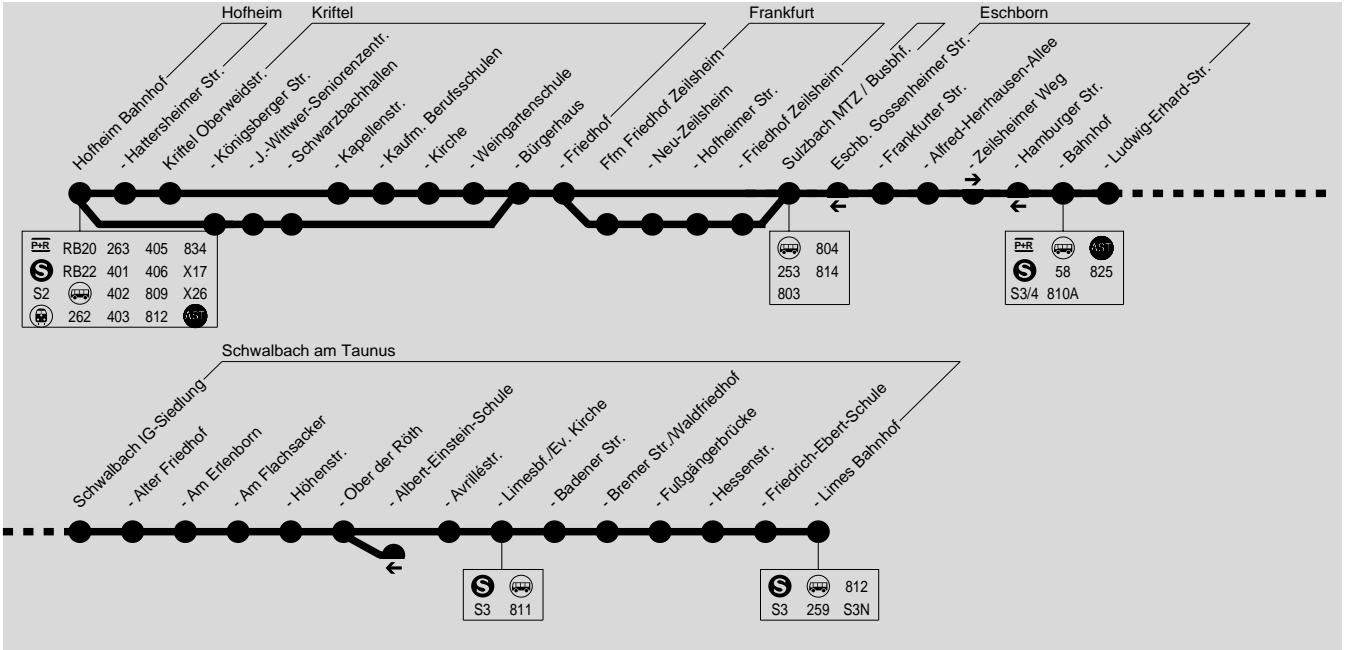 Hofheim
Kriftel
Frankfurt
Eschborn
Hofheim Bahnhof
- Hattersheimer Str.
Kriftel Oberweidstr.
- Königsberger Str.
- J.-Wittwer-Seniorenzentr.
- Schwarzbachhallen
- Kapellenstr.
- Kaufm. Berufsschulen
- Kirche
- Weingartenschule
- Bürgerhaus
- Friedhof
Ffm Friedhof Zeilsheim
- Neu-Zeilsheim
- Hofheimer Str.
- Friedhof Zeilsheim
Sulzbach MTZ / Busbhf.
Eschb. Sossenheimer Str.
- Frankfurter Str.
- Alfred-Herrhausen-Allee
- Zeilsheimer Weg
- Hamburger Str.
- Bahnhof
- Ludwig-Erhard-Str.
P+R RB20 263 405 834
S RB22 401 406 X17
S2 402 809 X26
262 403 812 AST
804
253 814
803
P+R AST
S 58 825
S3/4 810A
Schwalbach am Taunus
Schwalbach IG-Siedlung
- Alter Friedhof
- Am Erlenborn
- Am Flachsacker
- Höhenstr.
- Ober der Röth
- Albert-Einstein-Schule
- Avrilléstr.
- Limesbf./Ev. Kirche
- Badener Str.
- Bremer Str./Waldfriedhof
- Fußgängerbrücke
- Hessenstr.
- Friedrich-Ebert-Schule
- Limes Bahnhof
S
S3 811
S 812
S3 259 S3N